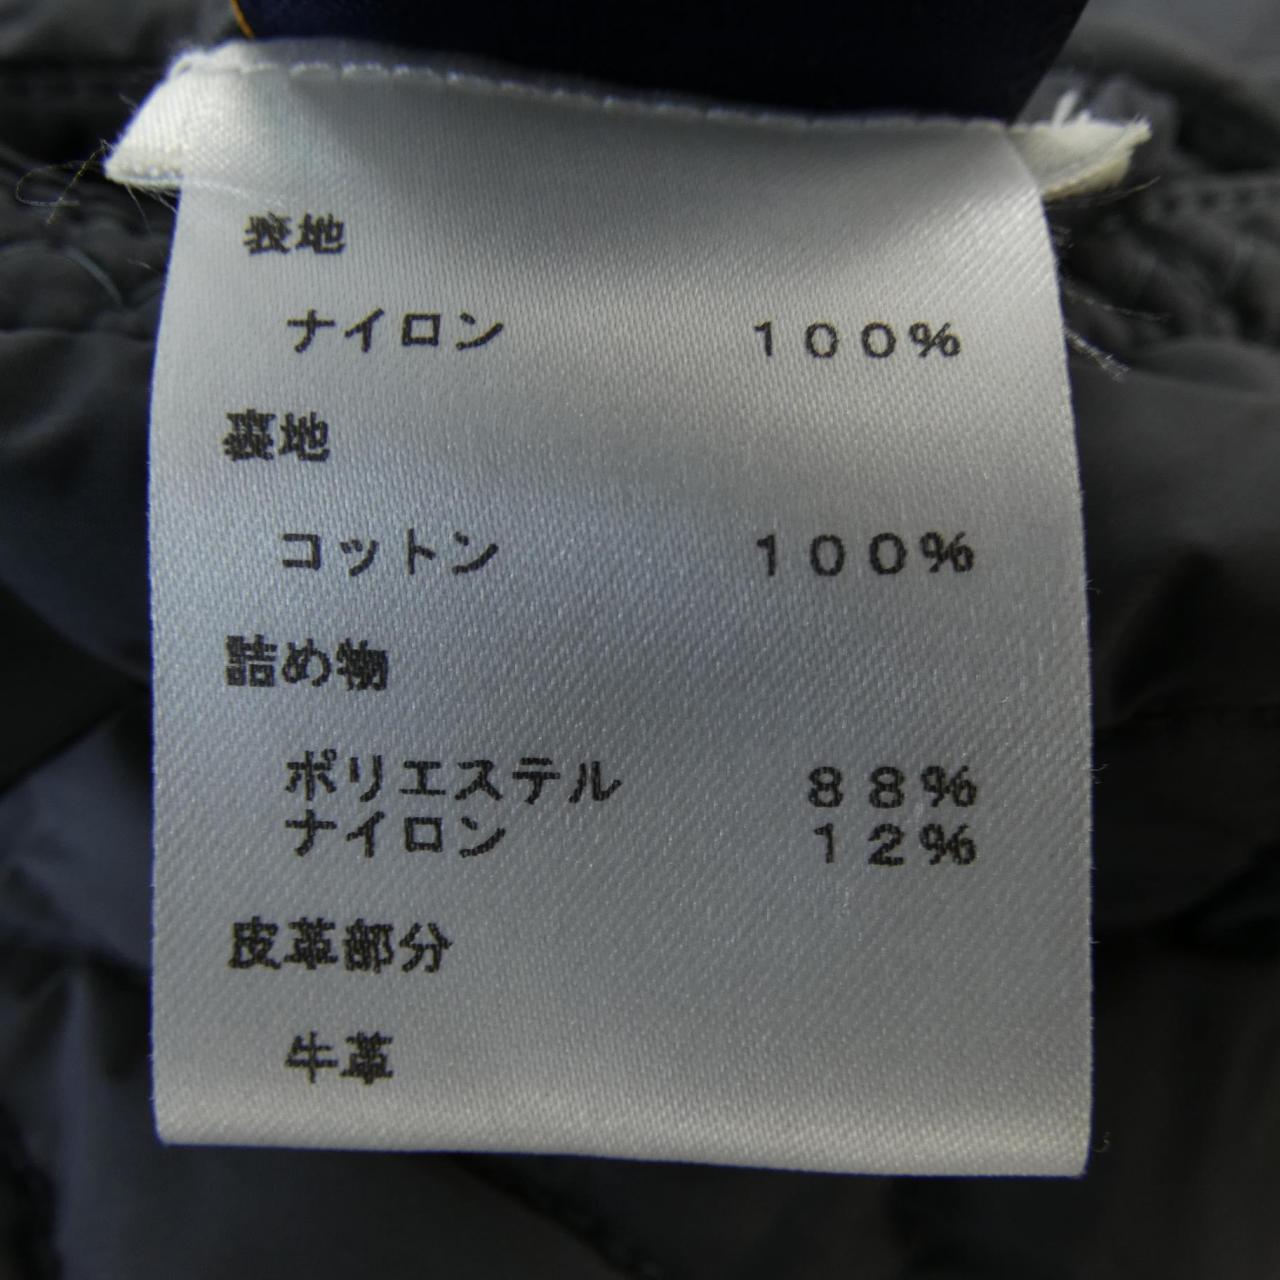 表地
ナイロン 100%
裏地
コットン 100%
詰め物
ポリエステル 88%
ナイロン 12%
皮革部分
牛革